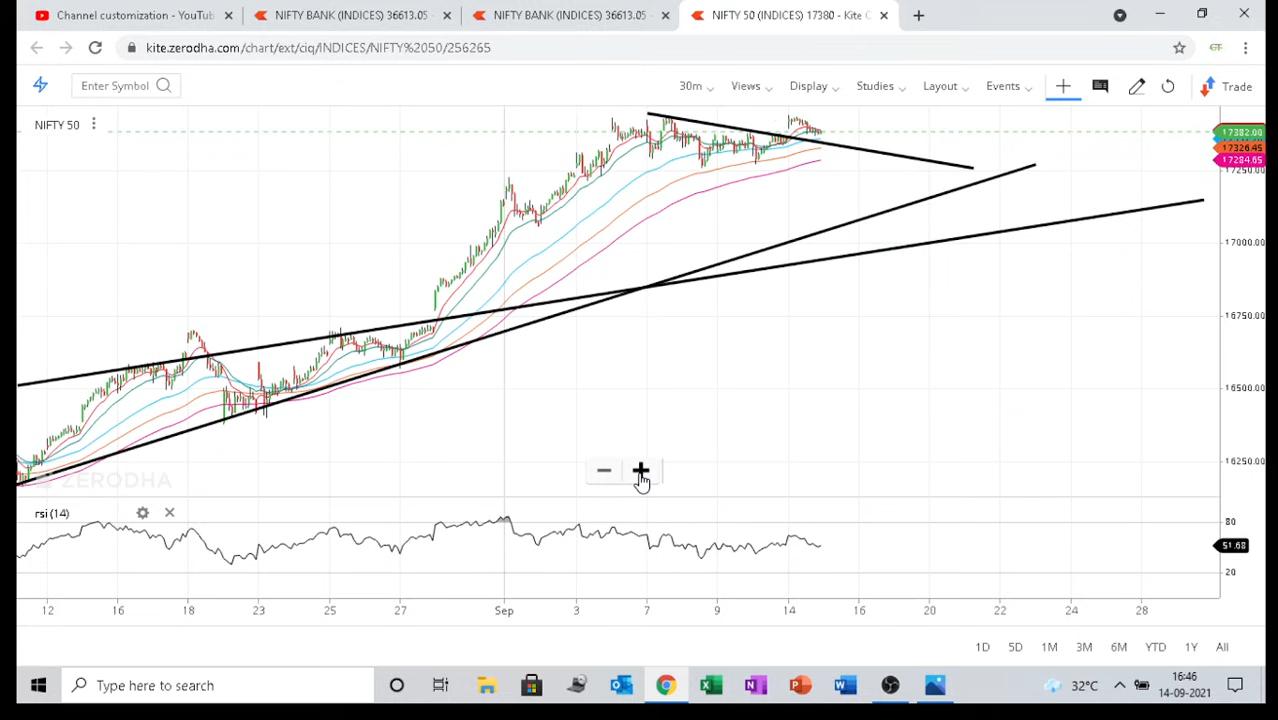 Channel customization - YouTub
NIFTY BANK (INDICES) 36613.05 -
NIFTY BANK (INDICES) 36613.05 -
NIFTY 50 (INDICES) 17380 - Kite C
kite.zerodha.com/chart/ext/ciq/INDICES/NIFTY%2050/256265
Enter Symbol
30m
Views
Display
Studies
Layout
Events
Trade
NIFTY 50
17382.00
17326.45
17284.65
17250.00
17000.00
16750.00
16500.00
16250.00
ZERODHA
rsi (14)
80
51.68
20
12 16 18 23 25 27 Sep 3 7 9 14 16 20 22 24 28
1D 5D 1M 3M 6M YTD 1Y All
Type here to search
32°C
16:46
14-09-2021